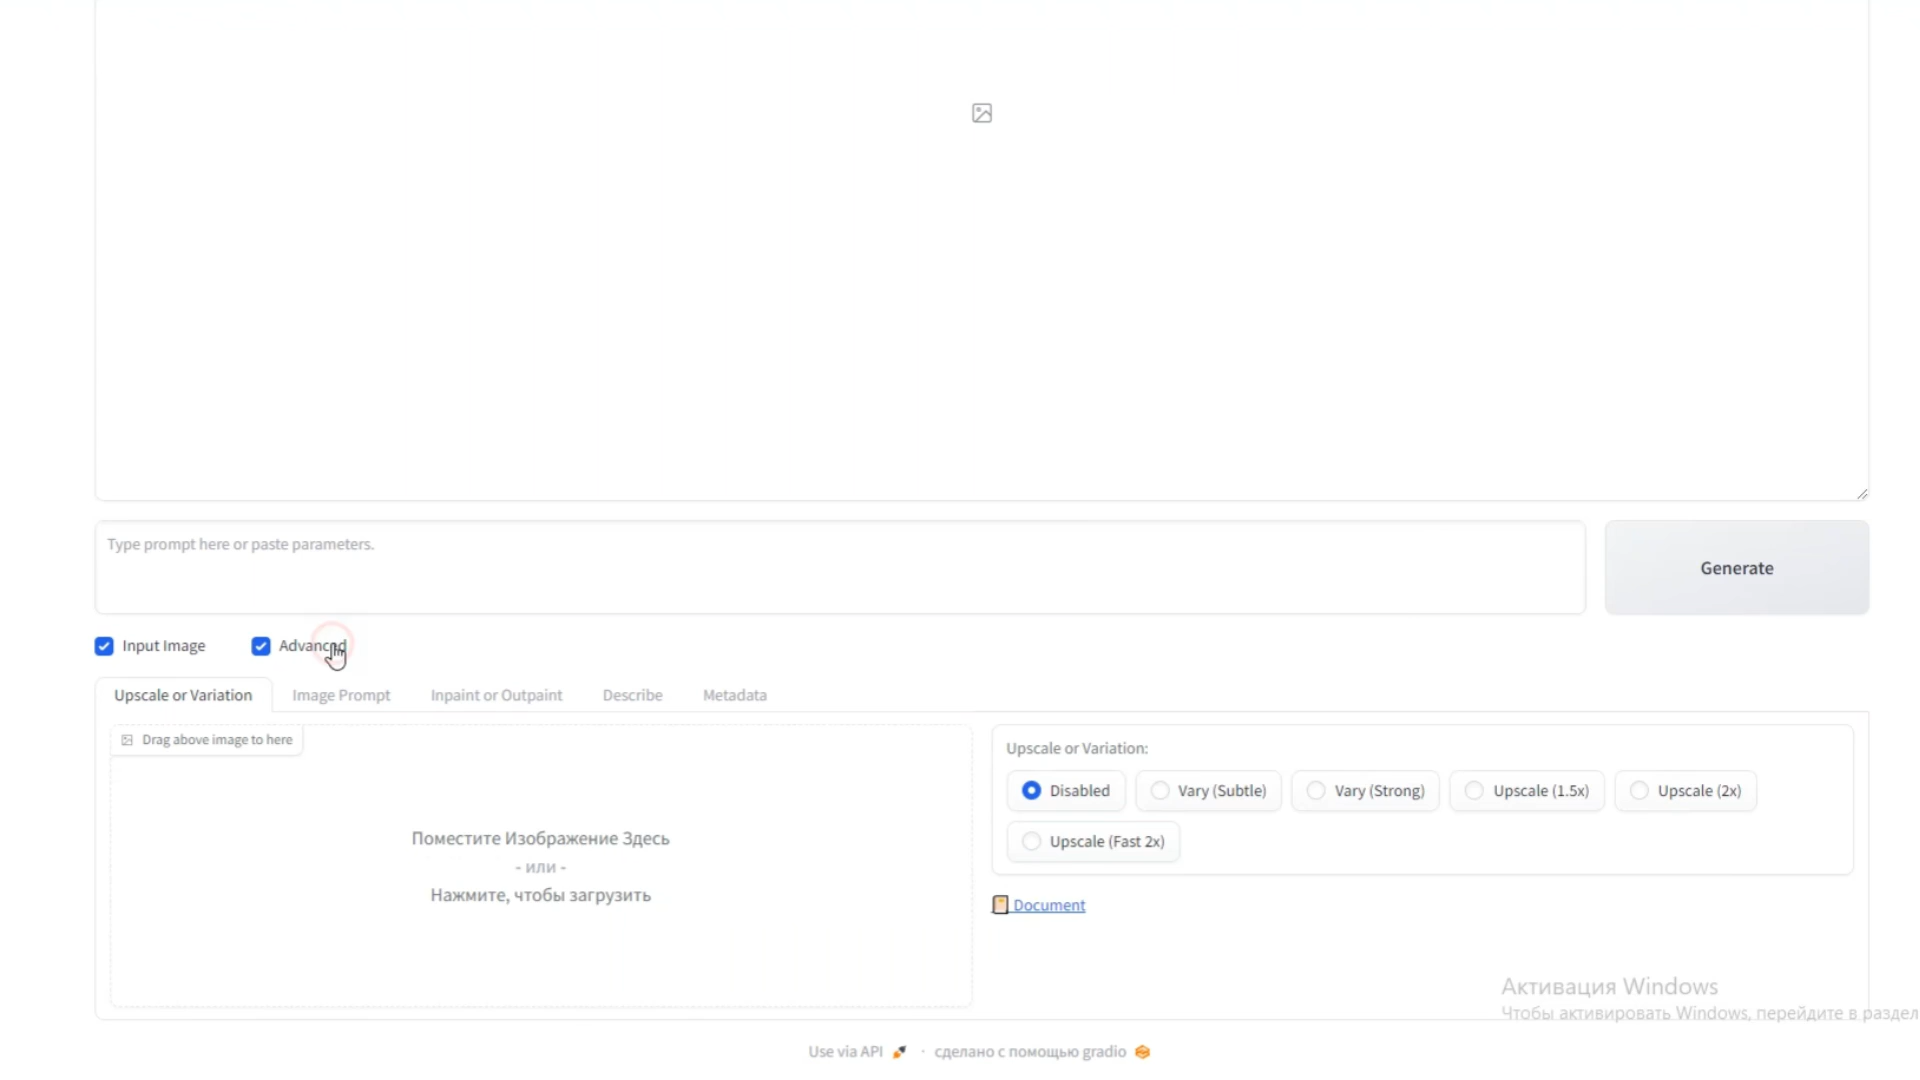 Type prompt here or paste parameters.
Generate
Input Image
Advanced
Upscale or Variation
Image Prompt
Inpaint or Outpaint
Describe
Metadata
Drag above image to here
Поместите Изображение Здесь
- или -
Нажмите, чтобы загрузить
Upscale or Variation:
Disabled
Vary (Subtle)
Vary (Strong)
Upscale (1.5x)
Upscale (2x)
Upscale (Fast 2x)
Document
Активация Windows
Чтобы активировать Windows, перейдите в раздел
Use via API · сделано с помощью gradio